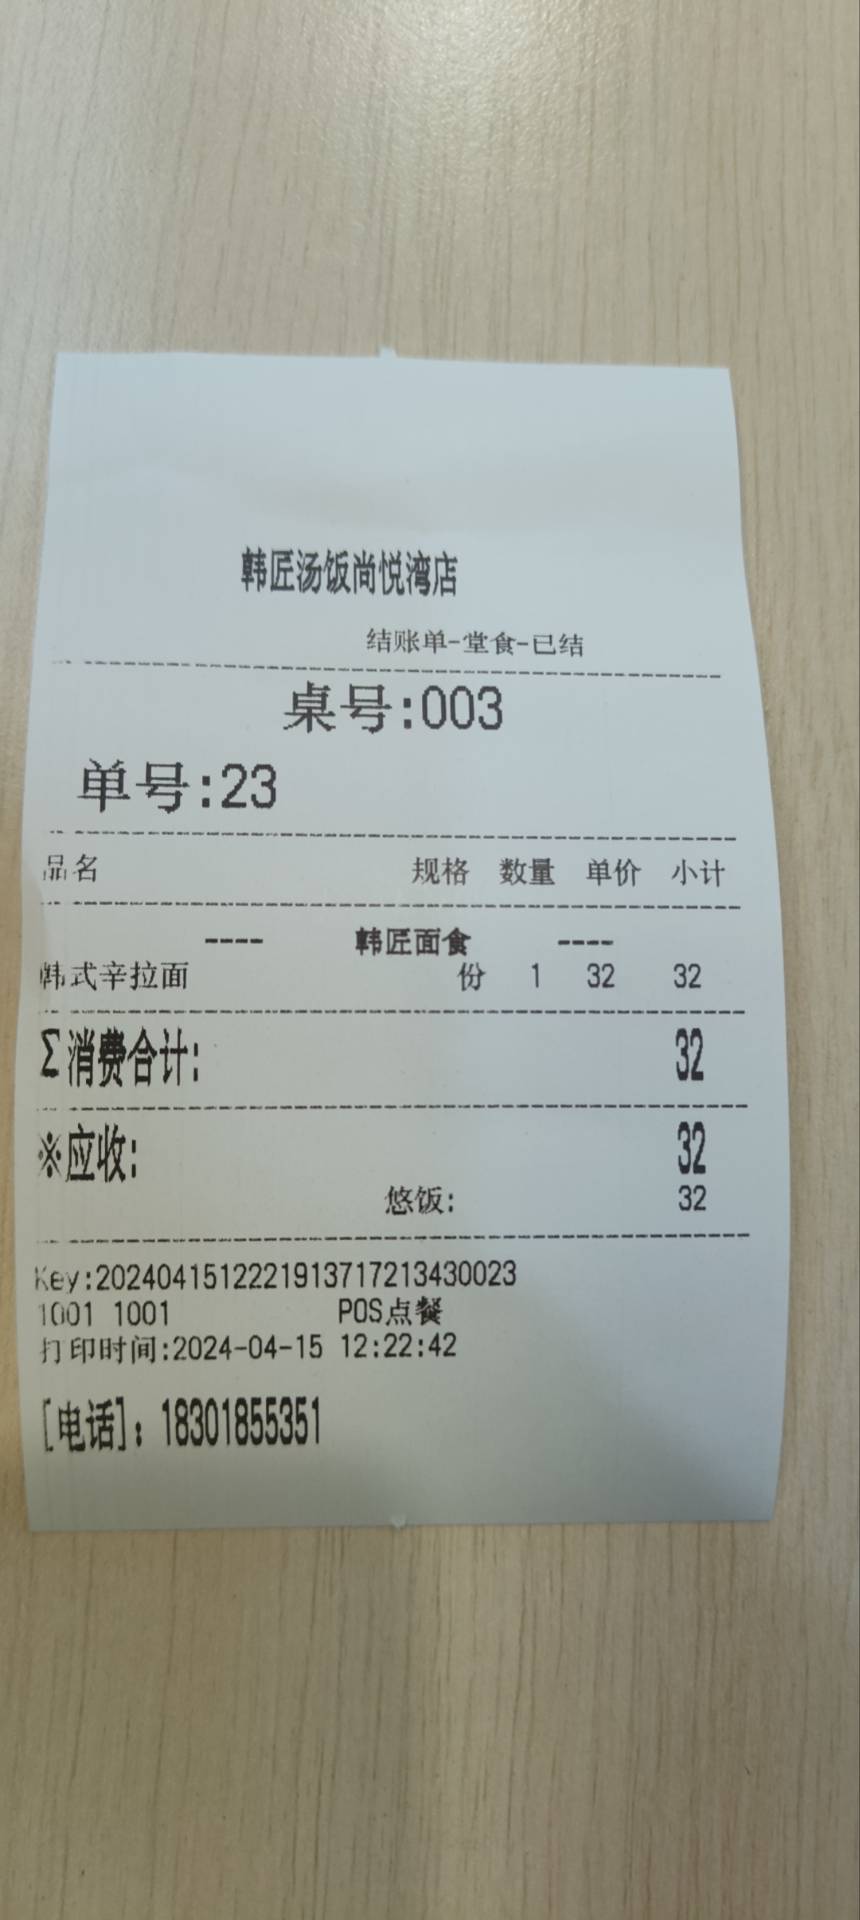 韩匠汤饭尚悦湾店
结账单-堂食-已结
桌号:003
单号:23
品名 规格 数量 单价 小计
---- 韩匠面食 ----
韩式辛拉面 份 1 32 32
Σ消费合计: 32
※应收: 32
悠饭: 32
Key:2024041512221913717213430023
1001 1001 POS点餐
打印时间:2024-04-15 12:22:42
[电话]: 18301855351